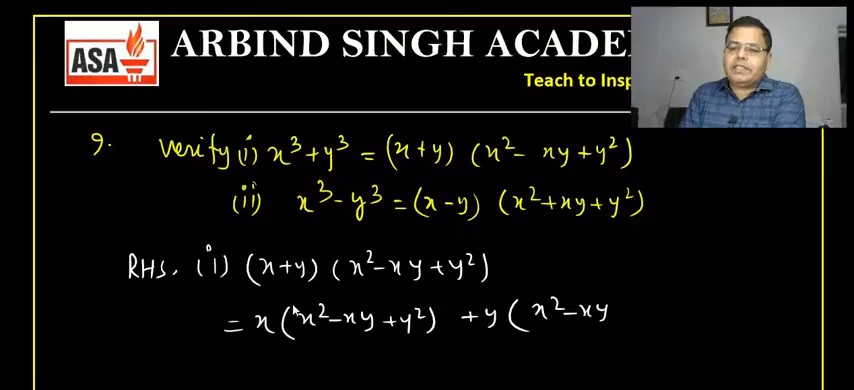 ASA
ARBIND SINGH ACADE
Teach to Insp
9. Verify (i) x³+y³ = (x+y) (x²- xy+y²)
(ii) x³-y³ = (x-y) (x²+xy+y²)
RHS. (i) (x+y) (x²-xy+y²)
= x(x²-xy+y²) +y(x²-xy